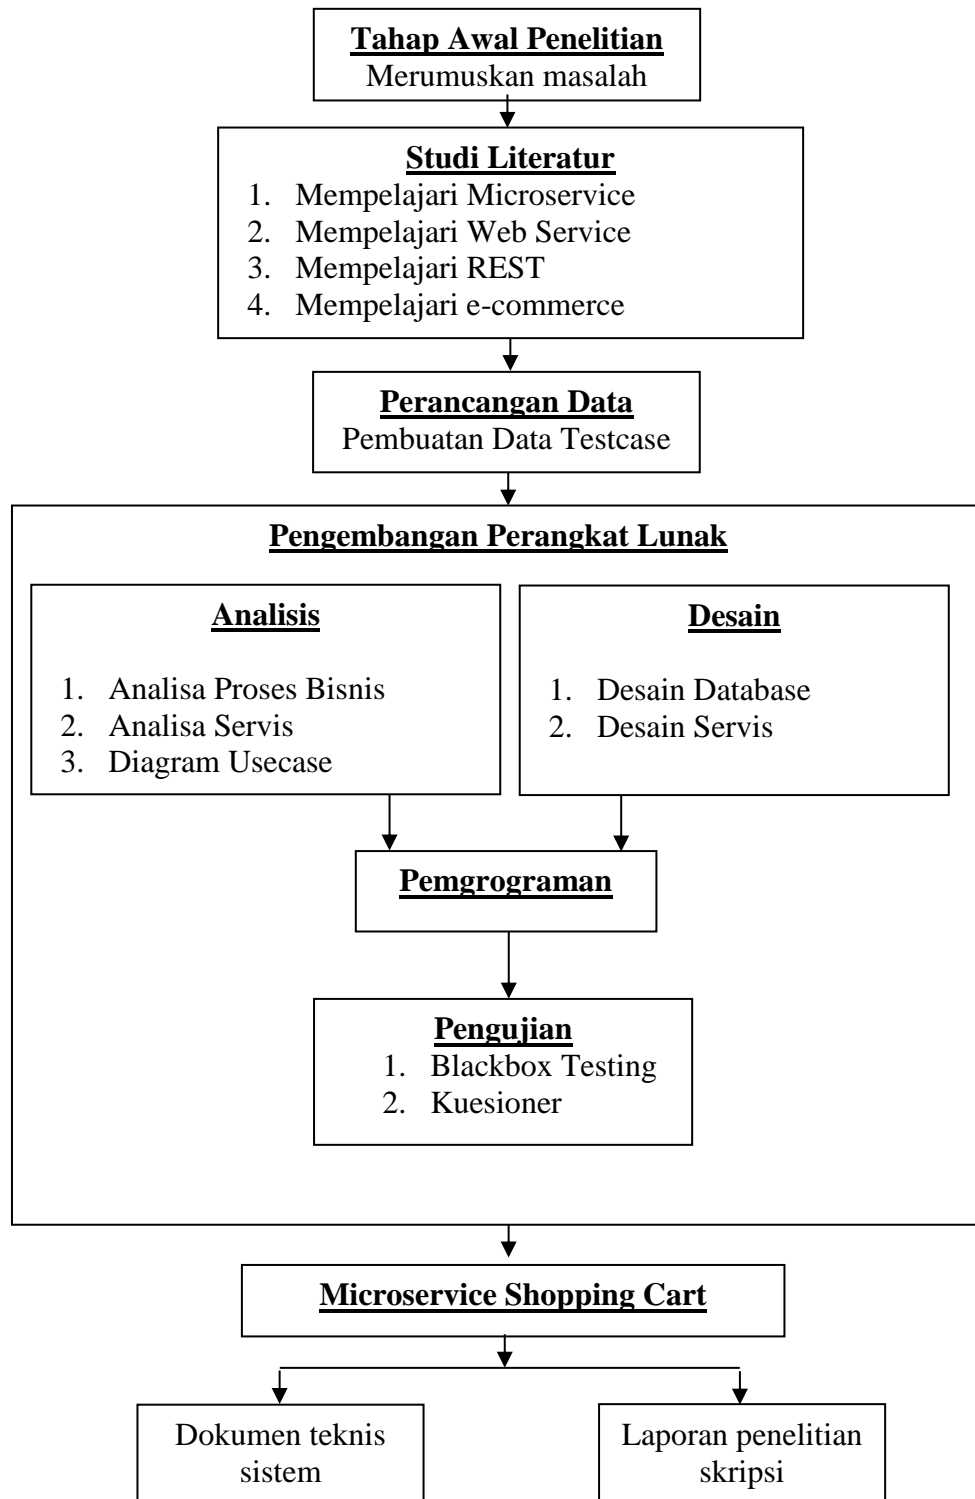 Tahap Awal Penelitian
Merumuskan masalah
Studi Literatur
1. Mempelajari Microservice
2. Mempelajari Web Service
3. Mempelajari REST
4. Mempelajari e-commerce
Perancangan Data
Pembuatan Data Testcase
Pengembangan Perangkat Lunak
Analisis
1. Analisa Proses Bisnis
2. Analisa Servis
3. Diagram Usecase
Desain
1. Desain Database
2. Desain Servis
Pemgrograman
Pengujian
1. Blackbox Testing
2. Kuesioner
Microservice Shopping Cart
Dokumen teknis
sistem
Laporan penelitian
skripsi